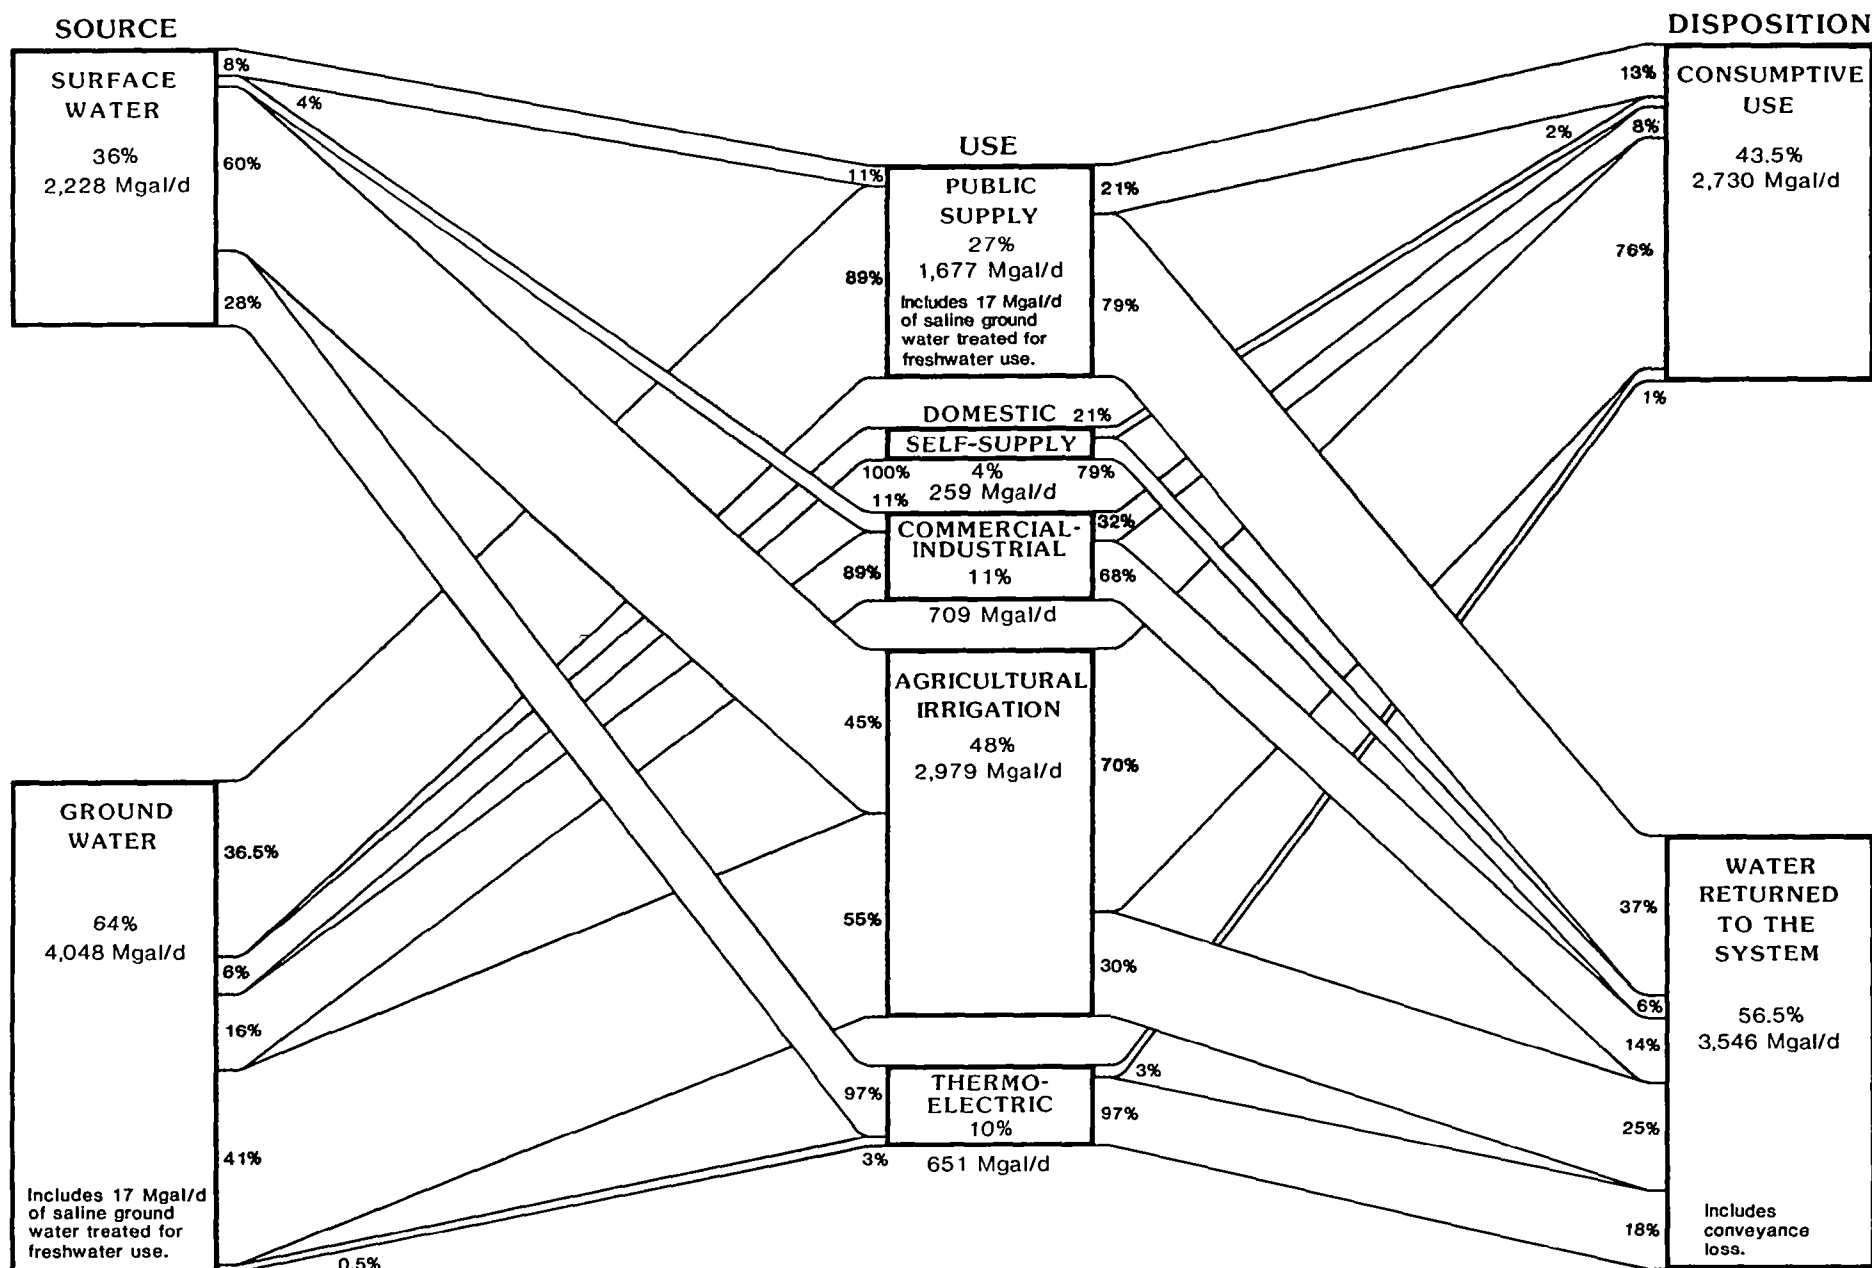 SOURCE
SURFACE
WATER
36%
2,228 Mgal/d
8%
4%
60%
28%
GROUND
WATER
64%
4,048 Mgal/d
Includes 17 Mgal/d
of saline ground
water treated for
freshwater use.
36.5%
6%
16%
41%
0.5%
USE
11%
89%
PUBLIC
SUPPLY
27%
1,677 Mgal/d
Includes 17 Mgal/d
of saline ground
water treated for
freshwater use.
21%
79%
DOMESTIC 21%
SELF-SUPPLY
100% 4% 79%
259 Mgal/d
11%
89%
COMMERCIAL-
INDUSTRIAL
11%
709 Mgal/d
32%
68%
45%
55%
AGRICULTURAL
IRRIGATION
48%
2,979 Mgal/d
70%
30%
97%
3%
THERMO-
ELECTRIC
10%
651 Mgal/d
3%
97%
DISPOSITION
13%
2%
8%
76%
1%
CONSUMPTIVE
USE
43.5%
2,730 Mgal/d
37%
6%
14%
25%
18%
WATER
RETURNED
TO THE
SYSTEM
56.5%
3,546 Mgal/d
Includes
conveyance
loss.